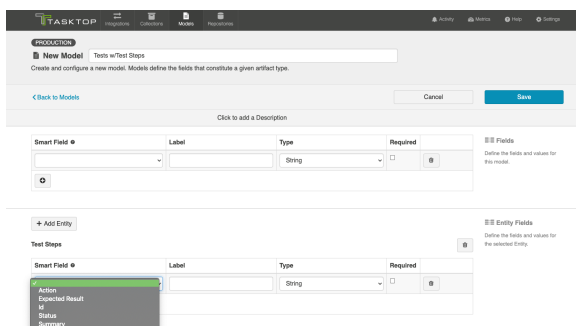 TASKTOP Integrations Collections Models Repositories Activity Metrics Help Settings
PRODUCTION
New Model Tests w/Test Steps
Create and configure a new model. Models define the fields that constitute a given artifact type.
Back to Models Cancel Save
Click to add a Description
Smart Field Label Type Required
String
Fields
Define the fields and values for
this model.
+ Add Entity
Entity Fields
Define the fields and values for
the selected Entity.
Test Steps
Smart Field Label Type Required
String
Action
Expected Result
Id
Status
Summary